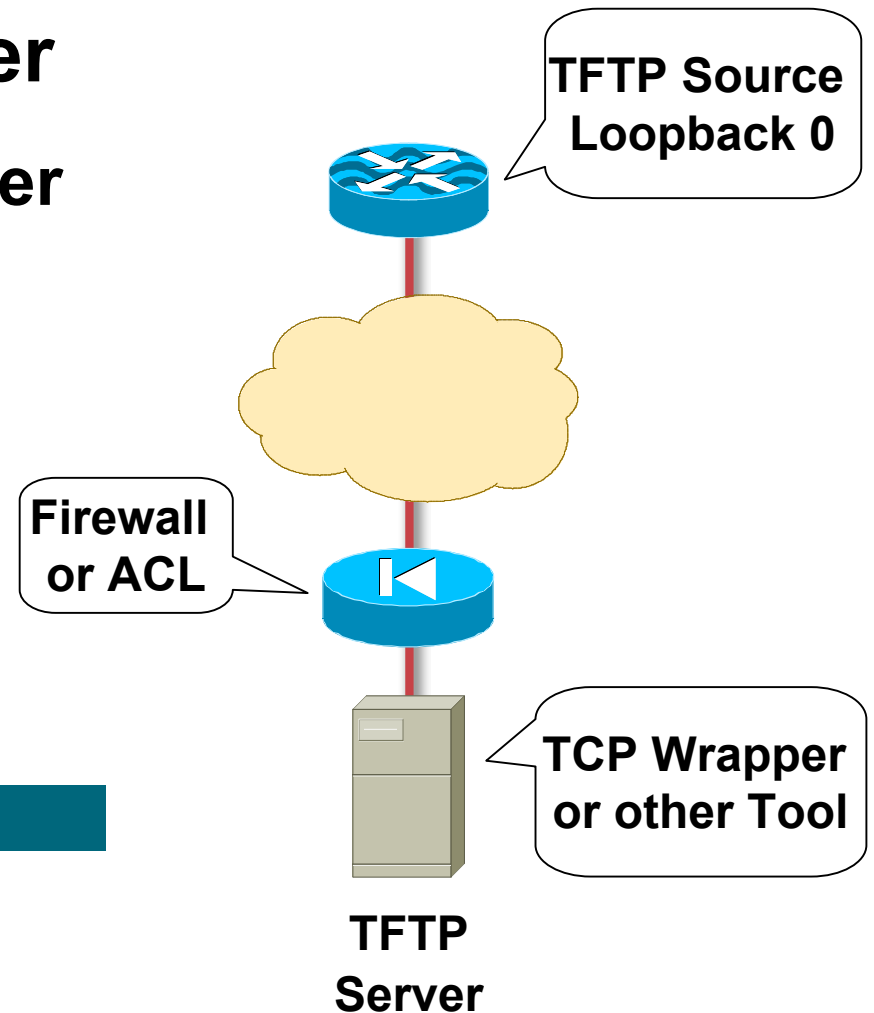 er
er
TFTP Source
Loopback 0
Firewall
or ACL
TCP Wrapper
or other Tool
TFTP
Server